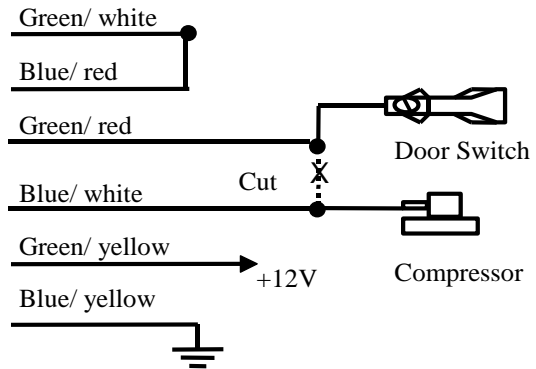 Green/ white
Blue/ red
Green/ red
Door Switch
Cut
X
Blue/ white
Green/ yellow
+12V
Compressor
Blue/ yellow